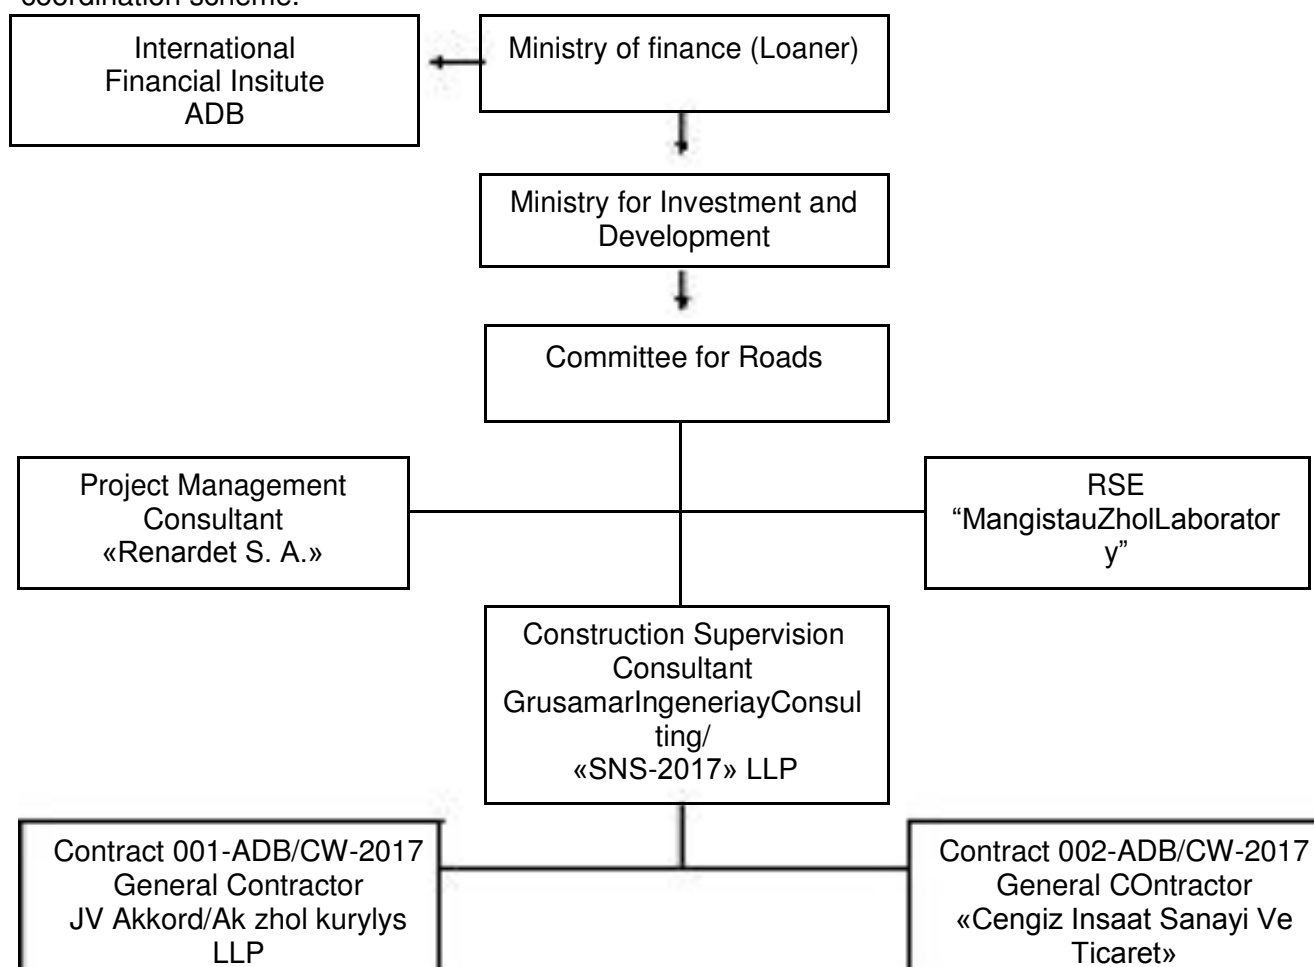 coordination scheme.
International
Financial Insitute
ADB
Ministry of finance (Loaner)
Ministry for Investment and
Development
Committee for Roads
Project Management
Consultant
«Renardet S. A.»
RSE
“MangistauZholLaborator
y”
Construction Supervision
Consultant
GrusamarIngeneriayConsul
ting/
«SNS-2017» LLP
Contract 001-ADB/CW-2017
General Contractor
JV Akkord/Ak zhol kurylys
LLP
Contract 002-ADB/CW-2017
General COntractor
«Cengiz Insaat Sanayi Ve
Ticaret»